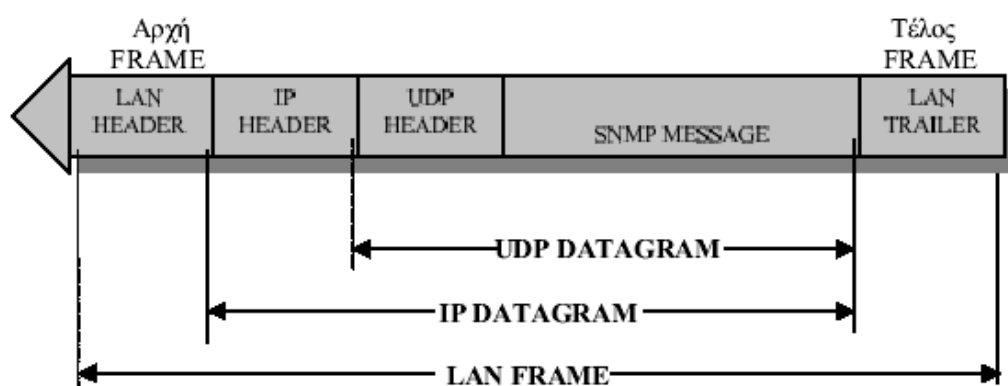 Αρχή
FRAME
Τέλος
FRAME
LAN
HEADER
IP
HEADER
UDP
HEADER
SNMP MESSAGE
LAN
TRAILER
UDP DATAGRAM
IP DATAGRAM
LAN FRAME